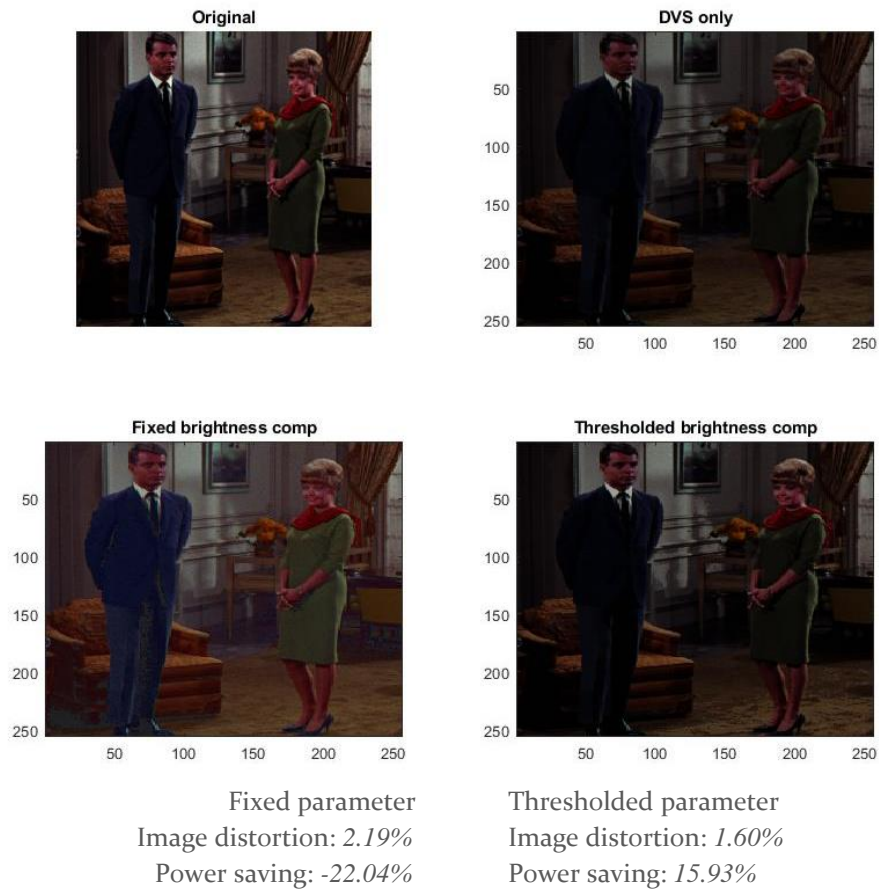 Original
DVS only
50
100
150
200
250
50 100 150 200 250
Fixed brightness comp
50
100
150
200
250
50 100 150 200 250
Thresholded brightness comp
50
100
150
200
250
50 100 150 200 250
Fixed parameter
Image distortion: 2.19%
Power saving: -22.04%
Thresholded parameter
Image distortion: 1.60%
Power saving: 15.93%